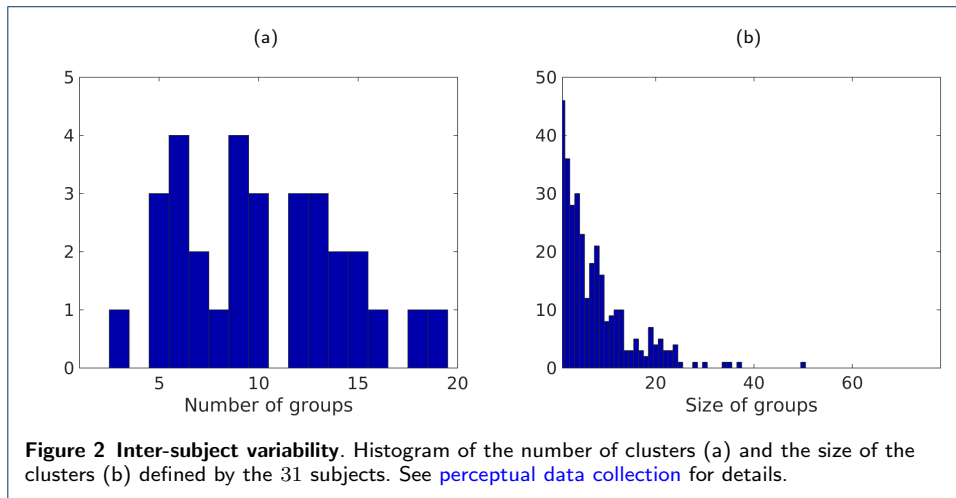 (a)
5
4
3
2
1
0
5 10 15 20
Number of groups
(b)
50
40
30
20
10
0
20 40 60
Size of groups
Figure 2 Inter-subject variability. Histogram of the number of clusters (a) and the size of the
clusters (b) defined by the 31 subjects. See perceptual data collection for details.